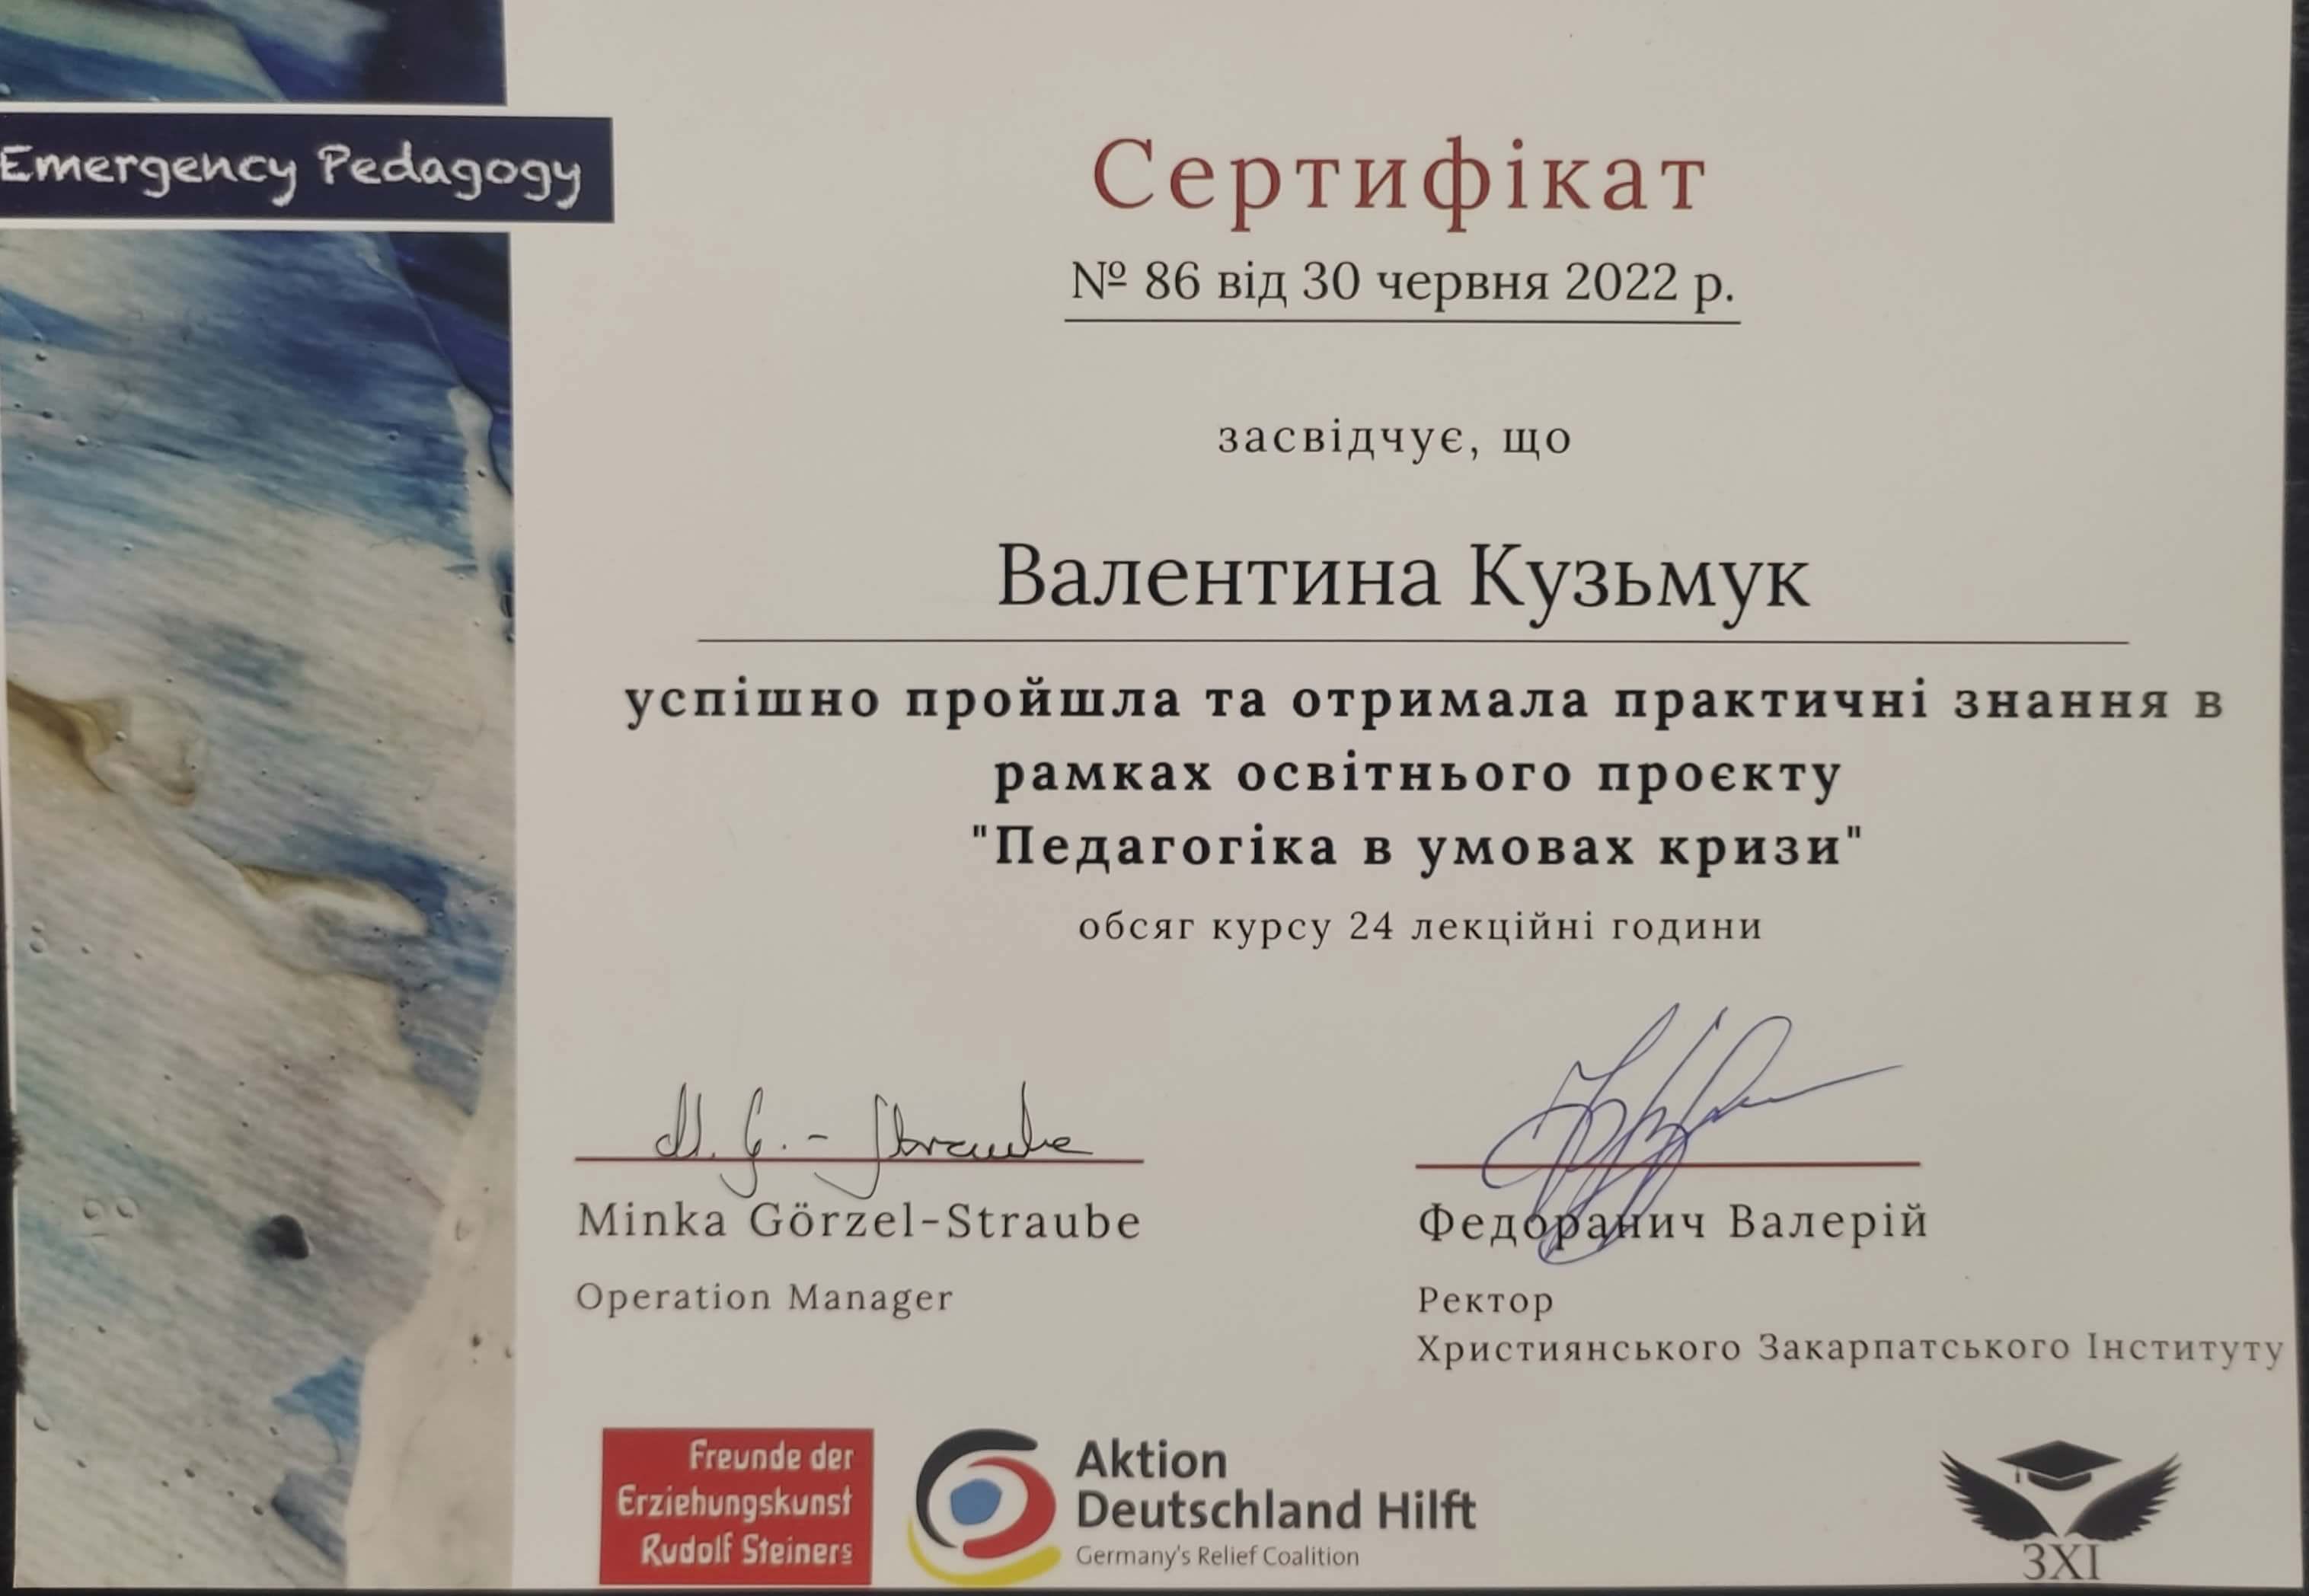 Emergency Pedagogy
Сертифікат
№ 86 від 30 червня 2022 р.
засвідчує, що
Валентина Кузьмук
успішно пройшла та отримала практичні знання в
рамках освітнього проєкту
"Педагогіка в умовах кризи"
обсяг курсу 24 лекційні години
M. G. - Straube
Minka Görzel-Straube
Operation Manager
Федоранич Валерій
Ректор
Християнського Закарпатського Інституту
Freunde der
Erziehungskunst
Rudolf Steiners
Aktion
Deutschland Hilft
Germany's Relief Coalition
ЗХІ